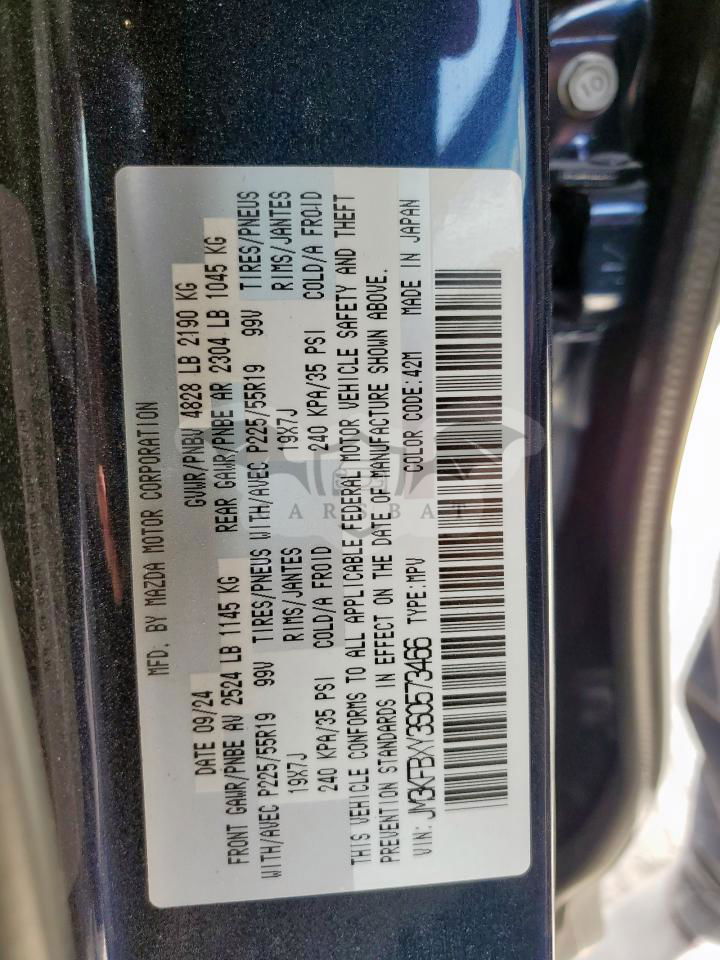 MFD. BY MAZDA MOTOR CORPORATION
DATE 09/24 GVWR/PNBV 4828 LB 2190 KG
FRONT GAWR/PNBE AV 2524 LB 1145 KG REAR GAWR/PNBE AR 2304 LB 1045 KG
WITH/AVEC P225/55R19 99V TIRES/PNEUS WITH/AVEC P225/55R19 99V TIRES/PNEUS
19X7J RIMS/JANTES 19X7J RIMS/JANTES
240 KPA/35 PSI COLD/A FROID 240 KPA/35 PSI COLD/A FROID
THIS VEHICLE CONFORMS TO ALL APPLICABLE FEDERAL MOTOR VEHICLE SAFETY AND THEFT
PREVENTION STANDARDS IN EFFECT ON THE DATE OF MANUFACTURE SHOWN ABOVE.
VIN: JM3KFBXY3S0573466 TYPE:MPV COLOR CODE:42M MADE IN JAPAN
ARSBAT
10